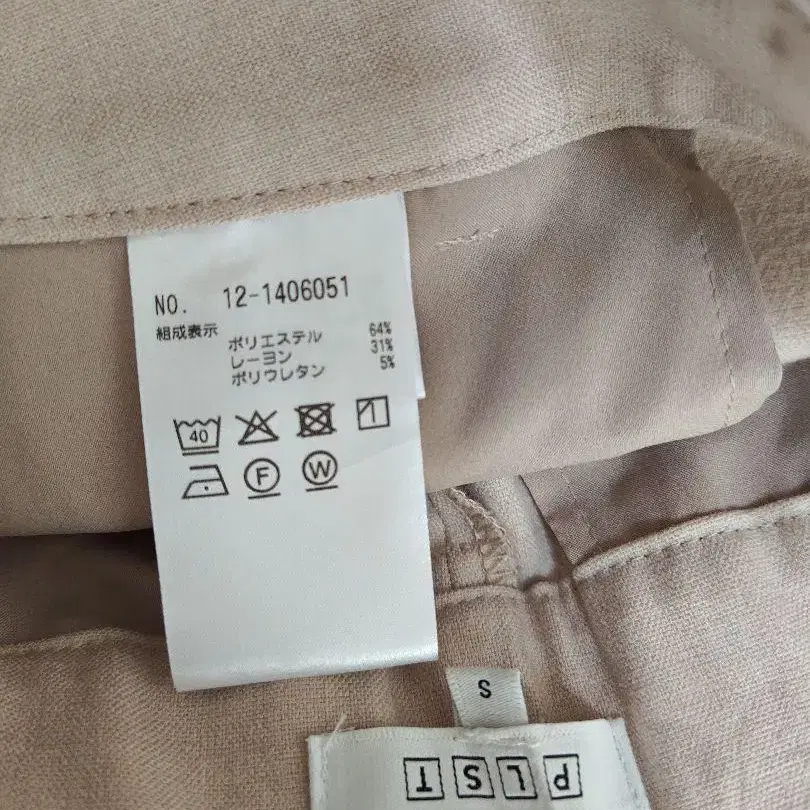 NO. 12-1406051
組成表示
ポリエステル 64%
レーヨン 31%
ポリウレタン 5%
40
F W
S
PLST